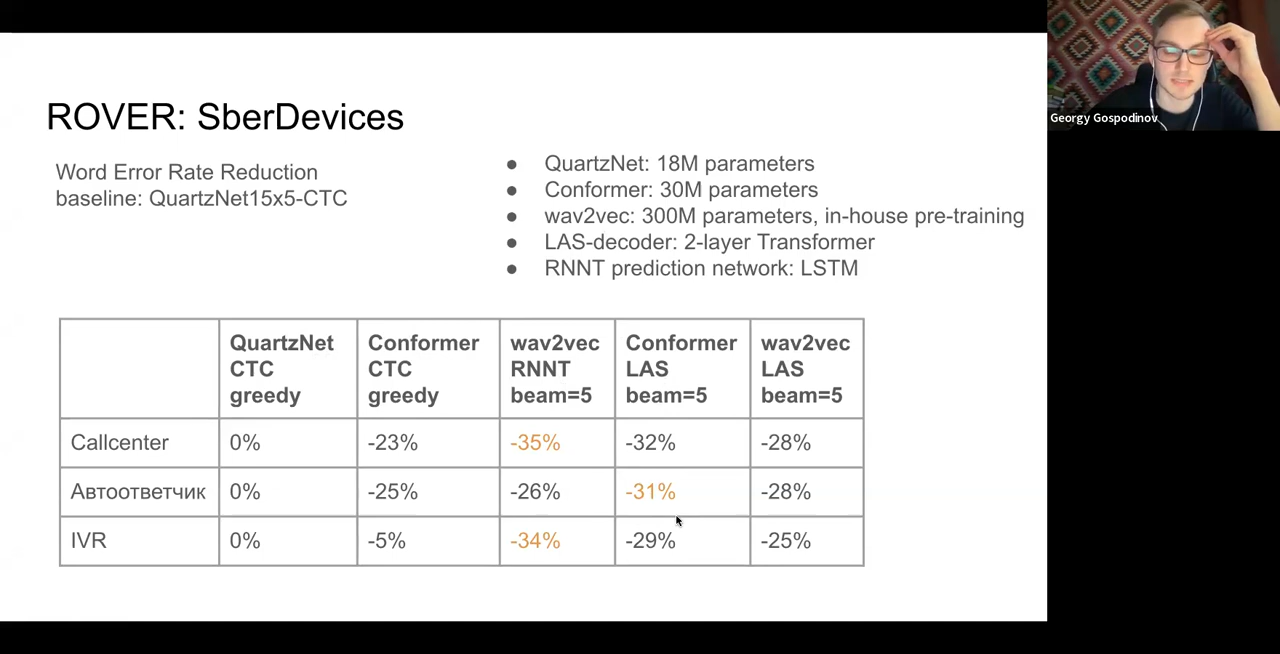 ROVER: SberDevices
Georgy Gospodinov
Word Error Rate Reduction
baseline: QuartzNet15x5-CTC
● QuartzNet: 18M parameters
● Conformer: 30M parameters
● wav2vec: 300M parameters, in-house pre-training
● LAS-decoder: 2-layer Transformer
● RNNT prediction network: LSTM
QuartzNet CTC greedy
Conformer CTC greedy
wav2vec RNNT beam=5
Conformer LAS beam=5
wav2vec LAS beam=5
Callcenter 0% -23% -35% -32% -28%
Автоответчик 0% -25% -26% -31% -28%
IVR 0% -5% -34% -29% -25%